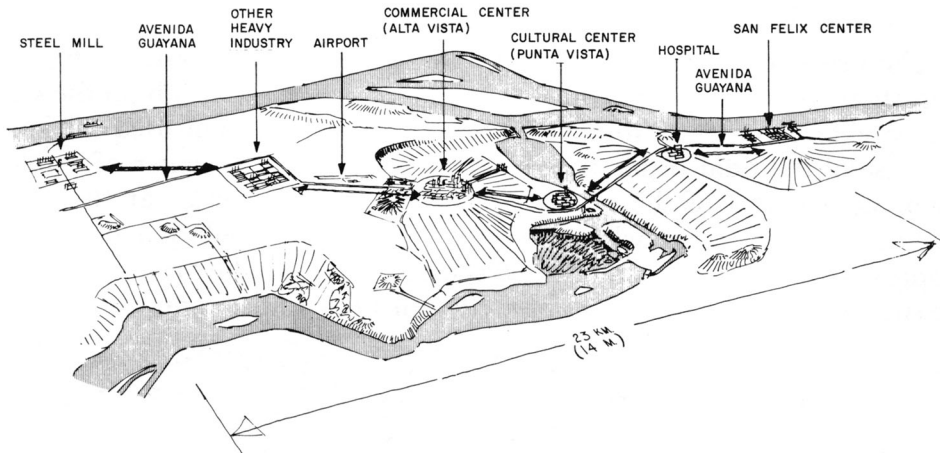 STEEL MILL
AVENIDA
GUAYANA
OTHER
HEAVY
INDUSTRY
AIRPORT
COMMERCIAL CENTER
(ALTA VISTA)
CULTURAL CENTER
(PUNTA VISTA)
HOSPITAL
AVENIDA
GUAYANA
SAN FELIX CENTER
23 KM
(14 M)